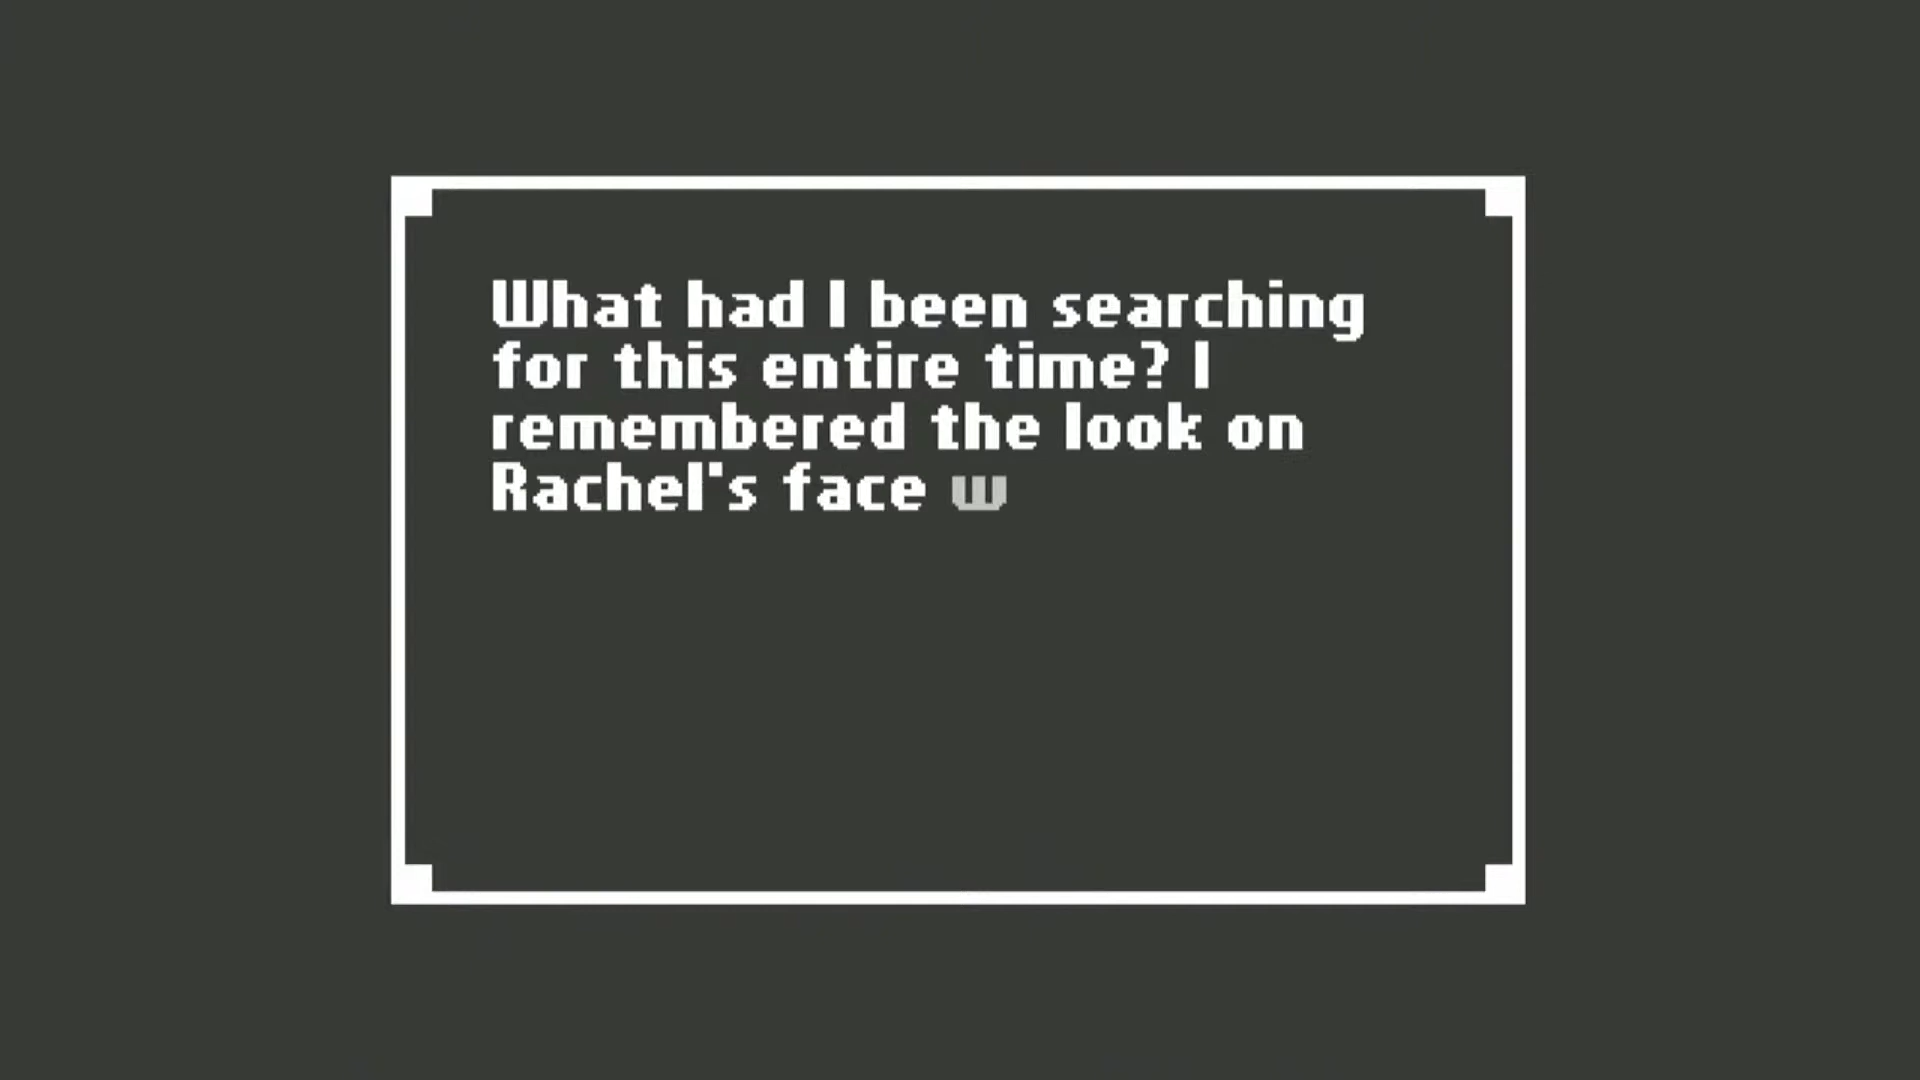 What had I been searching
for this entire time? I
remembered the look on
Rachel's face w